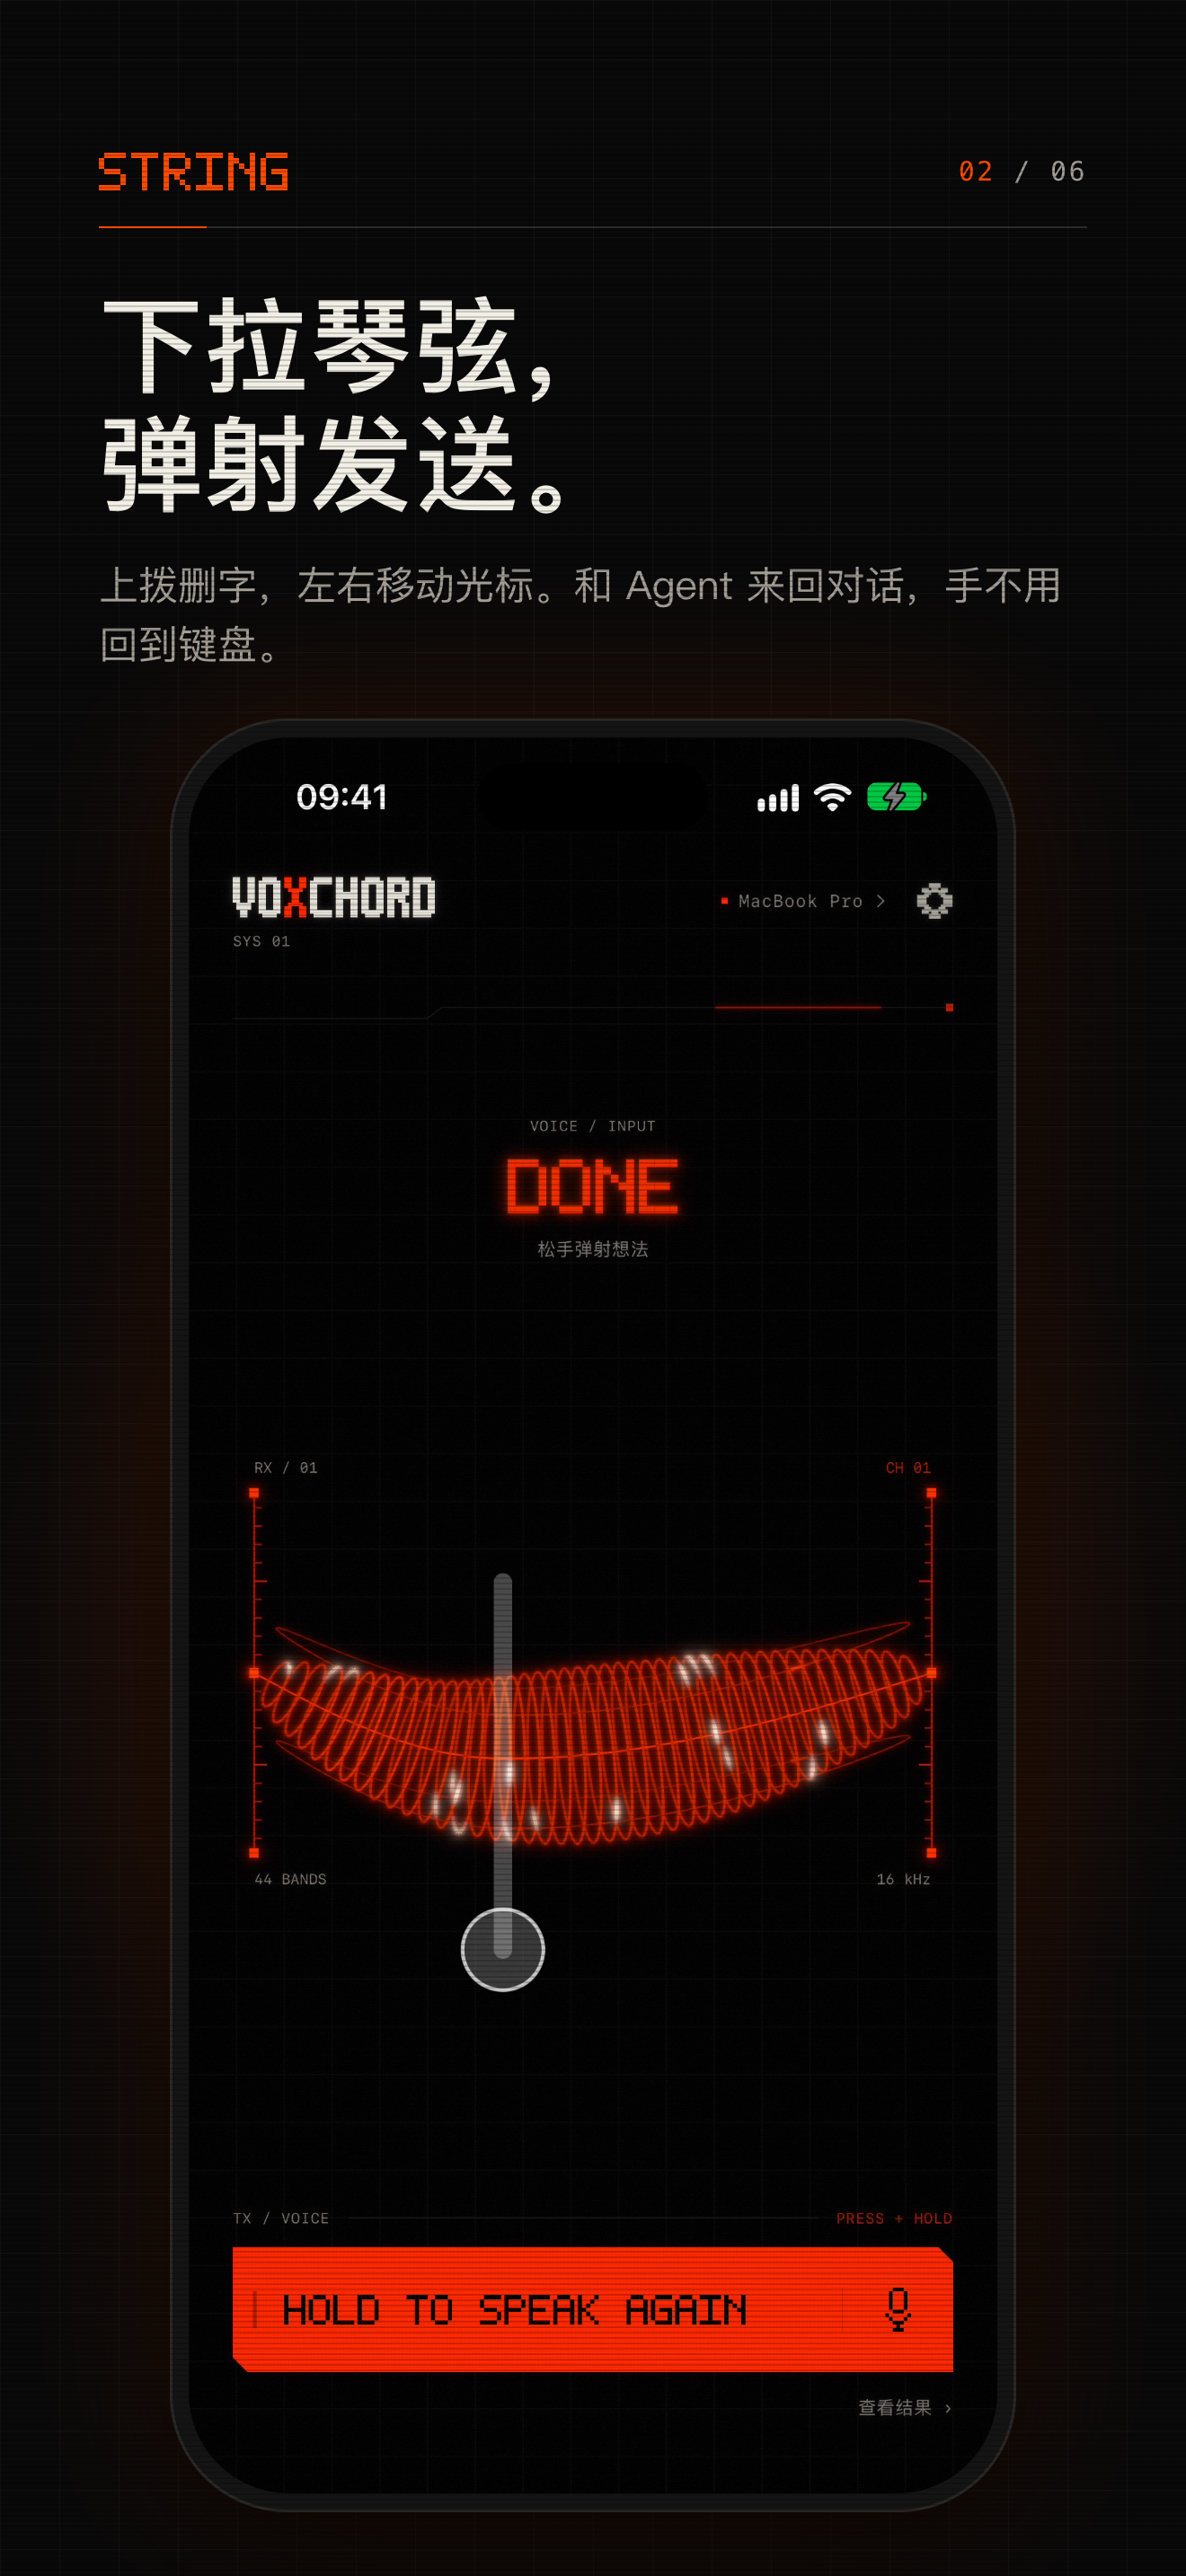 STRING
02 / 06
下拉琴弦，
弹射发送。
上拨删字，左右移动光标。和 Agent 来回对话，手不用
回到键盘。
09:41
VOXCHORD
MacBook Pro >
SYS 01
VOICE / INPUT
DONE
松手弹射想法
RX / 01
CH 01
44 BANDS
16 kHz
TX / VOICE
PRESS + HOLD
HOLD TO SPEAK AGAIN
查看结果 ›